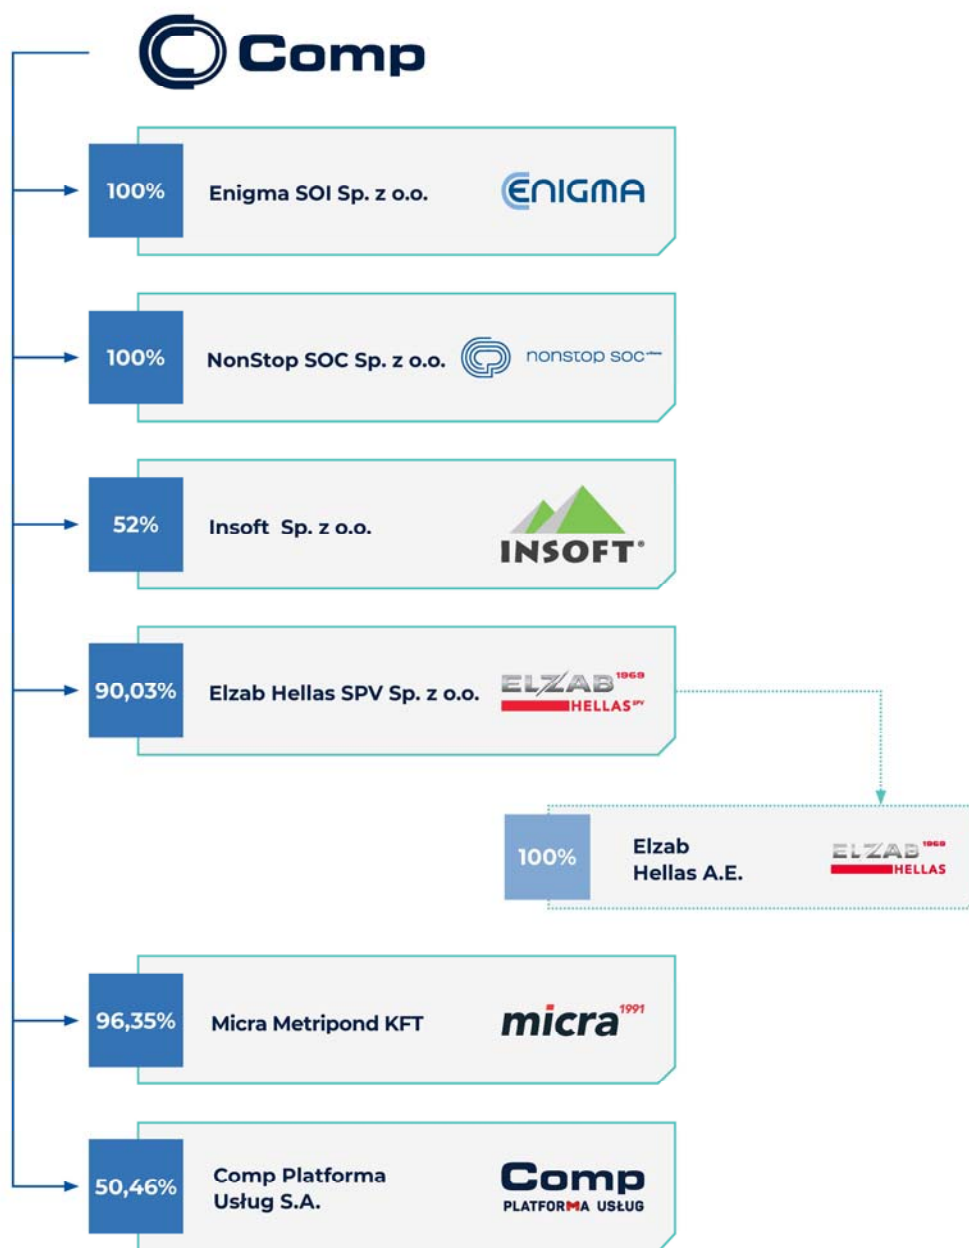 Comp
100%
Enigma SOI Sp. z o.o.
ENIGMA
100%
NonStop SOC Sp. z o.o.
nonstop soc
52%
Insoft Sp. z o.o.
INSOFT®
90,03%
Elzab Hellas SPV Sp. z o.o.
ELZAB 1969
HELLAS SPV
100%
Elzab
Hellas A.E.
ELZAB 1969
HELLAS
96,35%
Micra Metripond KFT
micra 1991
50,46%
Comp Platforma
Usług S.A.
Comp
PLATFORMA USŁUG